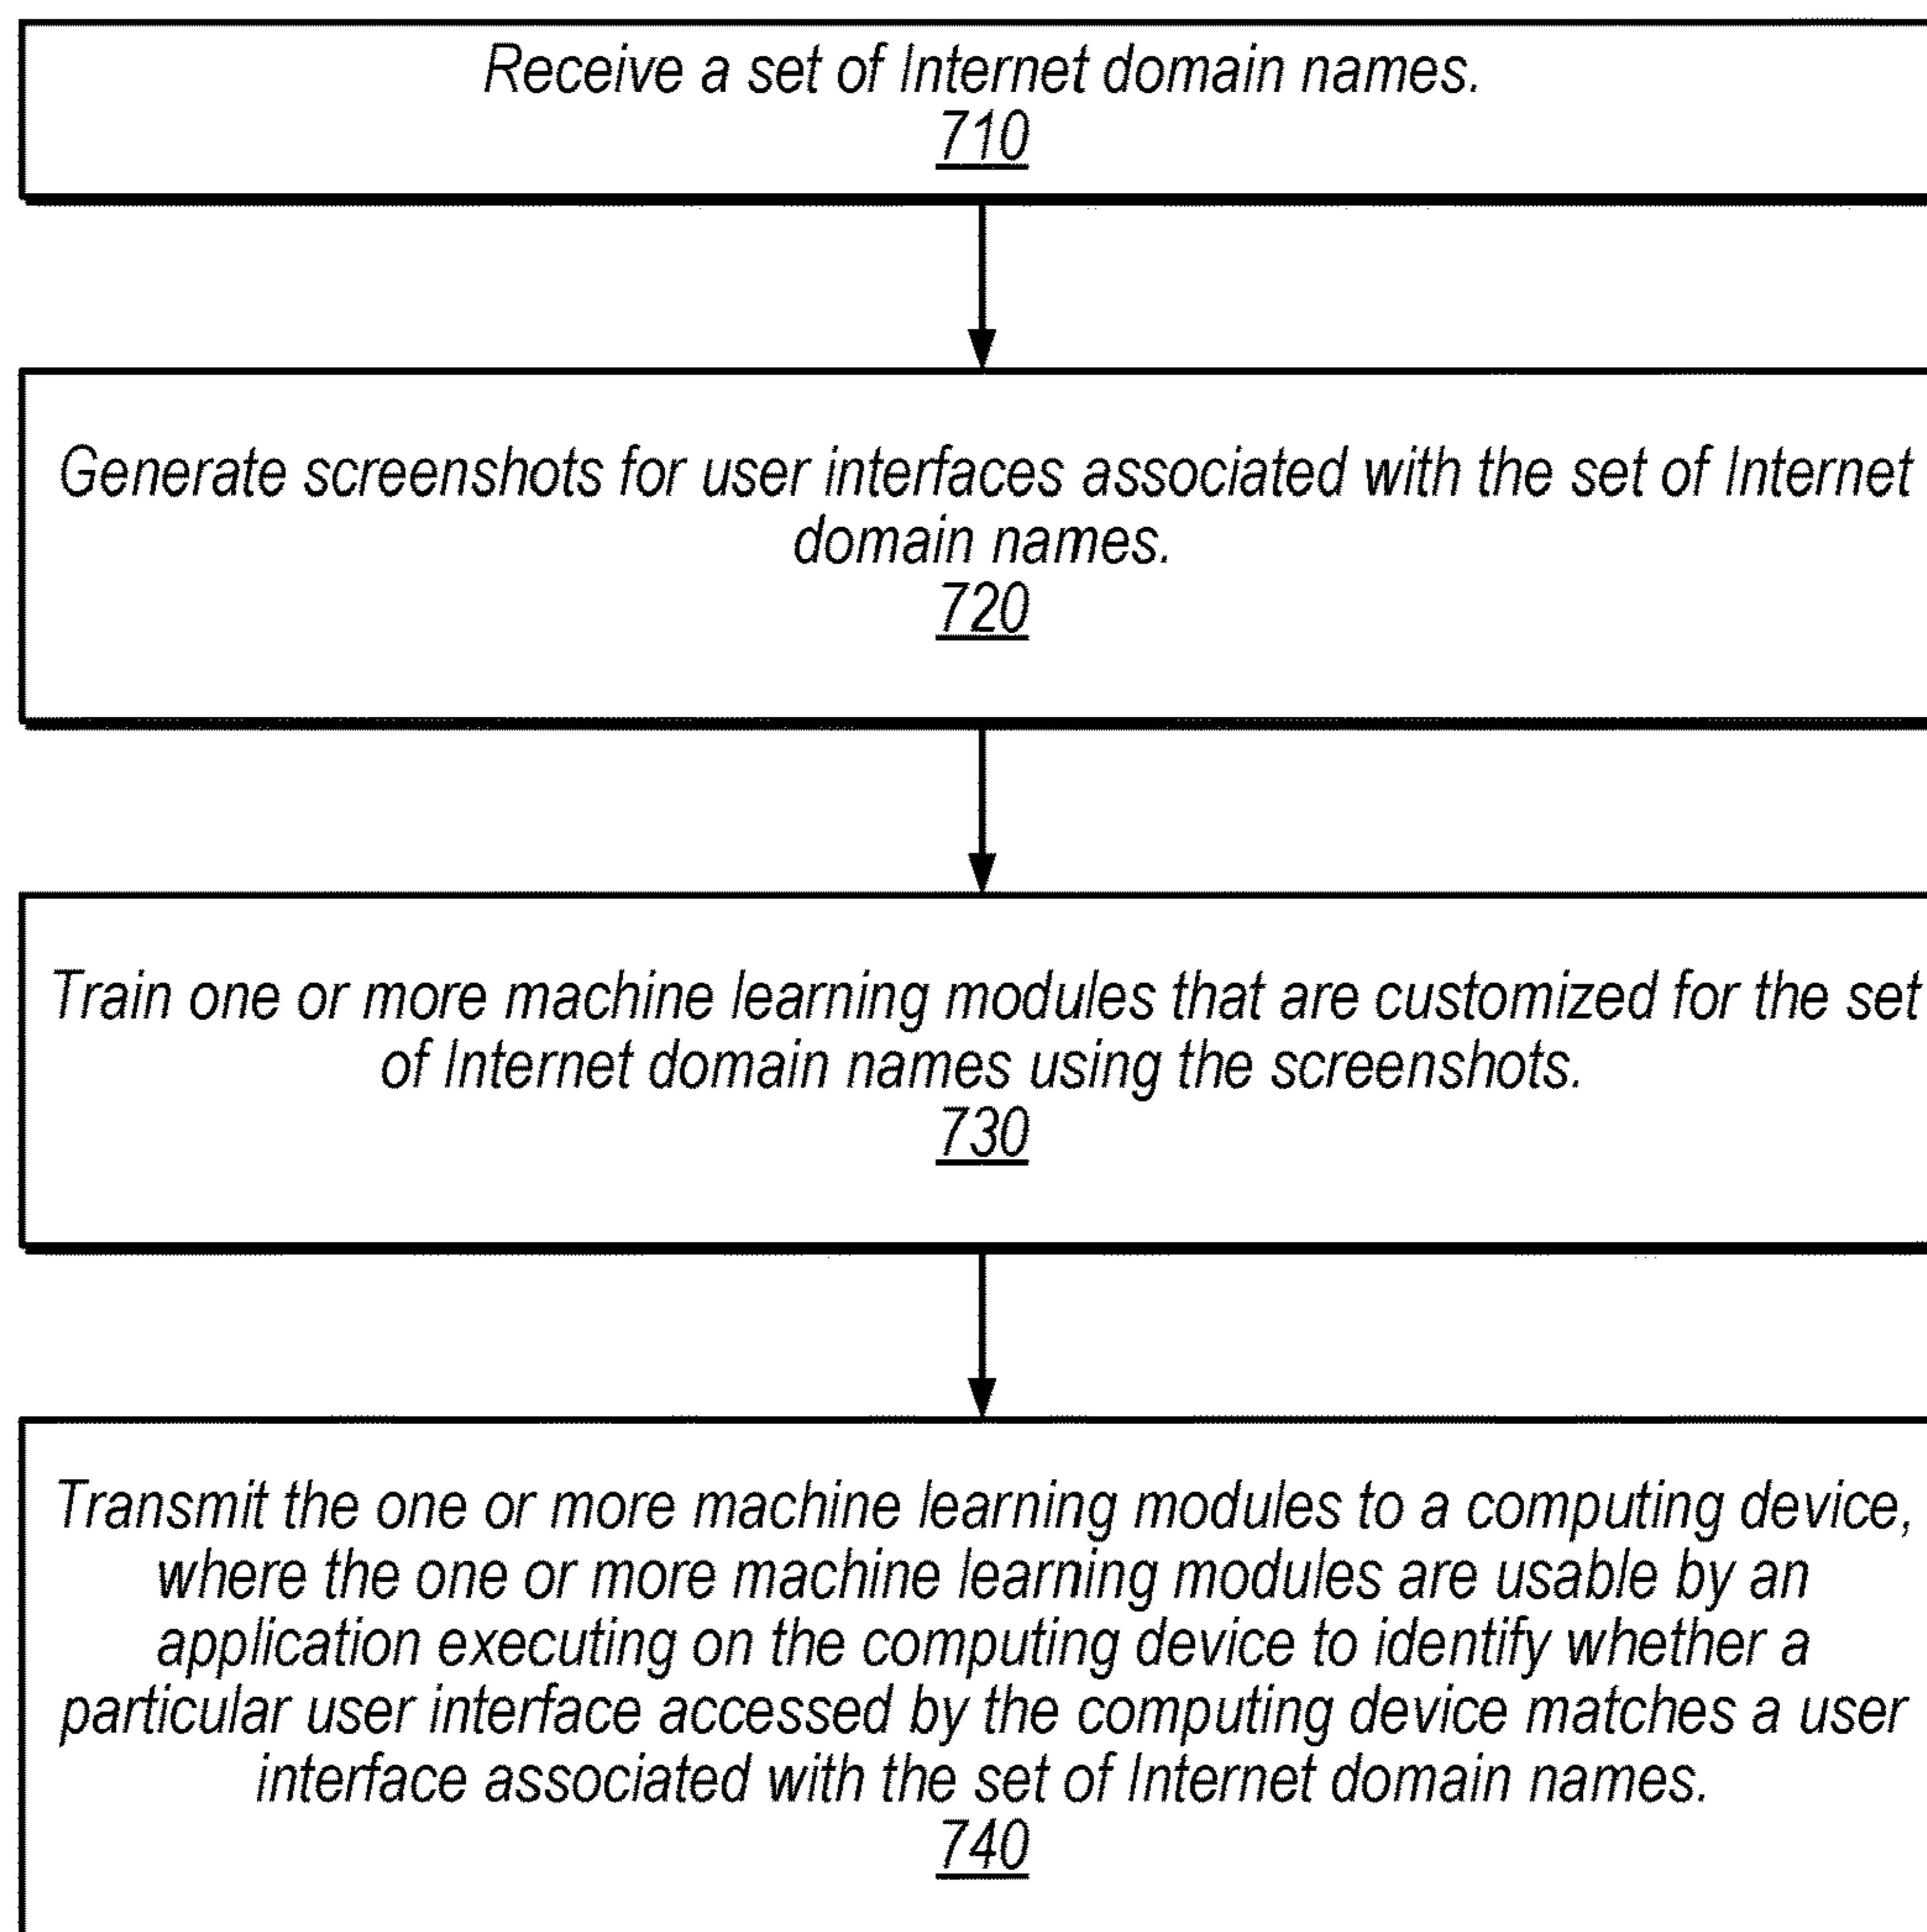 Receive a set of Internet domain names.
710
Generate screenshots for user interfaces associated with the set of Internet
domain names.
720
Train one or more machine learning modules that are customized for the set
of Internet domain names using the screenshots.
730
Transmit the one or more machine learning modules to a computing device,
where the one or more machine learning modules are usable by an
application executing on the computing device to identify whether a
particular user interface accessed by the computing device matches a user
interface associated with the set of Internet domain names.
740